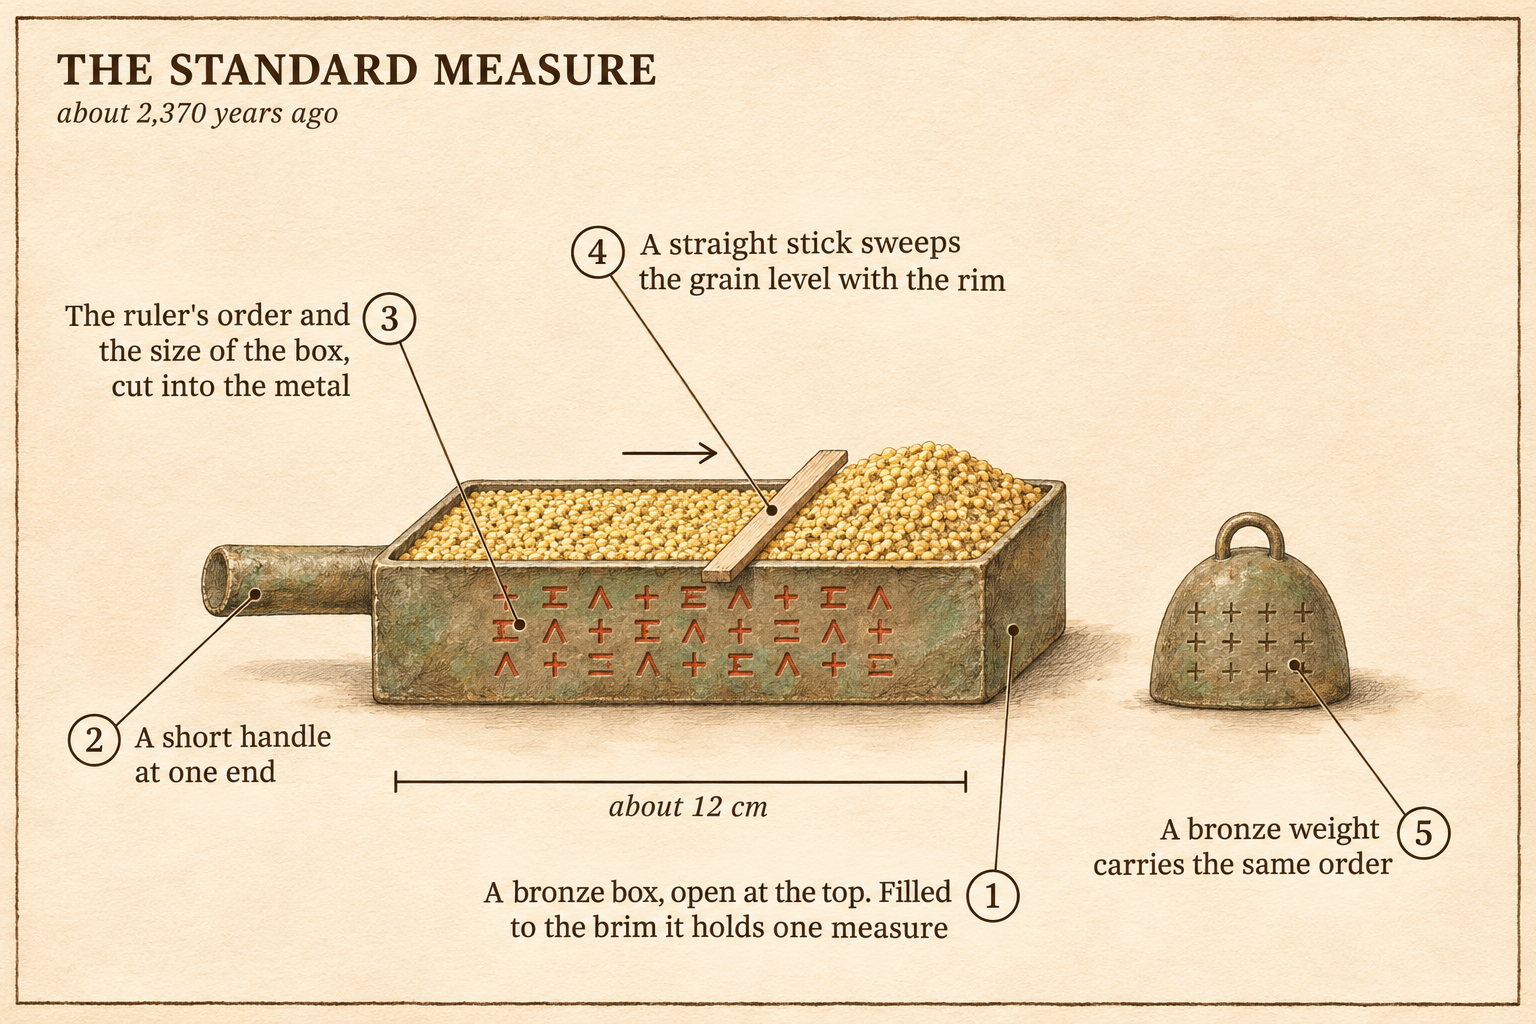 THE STANDARD MEASURE
about 2,370 years ago
4
A straight stick sweeps
the grain level with the rim
3
The ruler's order and
the size of the box,
cut into the metal
2
A short handle
at one end
about 12 cm
1
A bronze box, open at the top. Filled
to the brim it holds one measure
5
A bronze weight
carries the same order